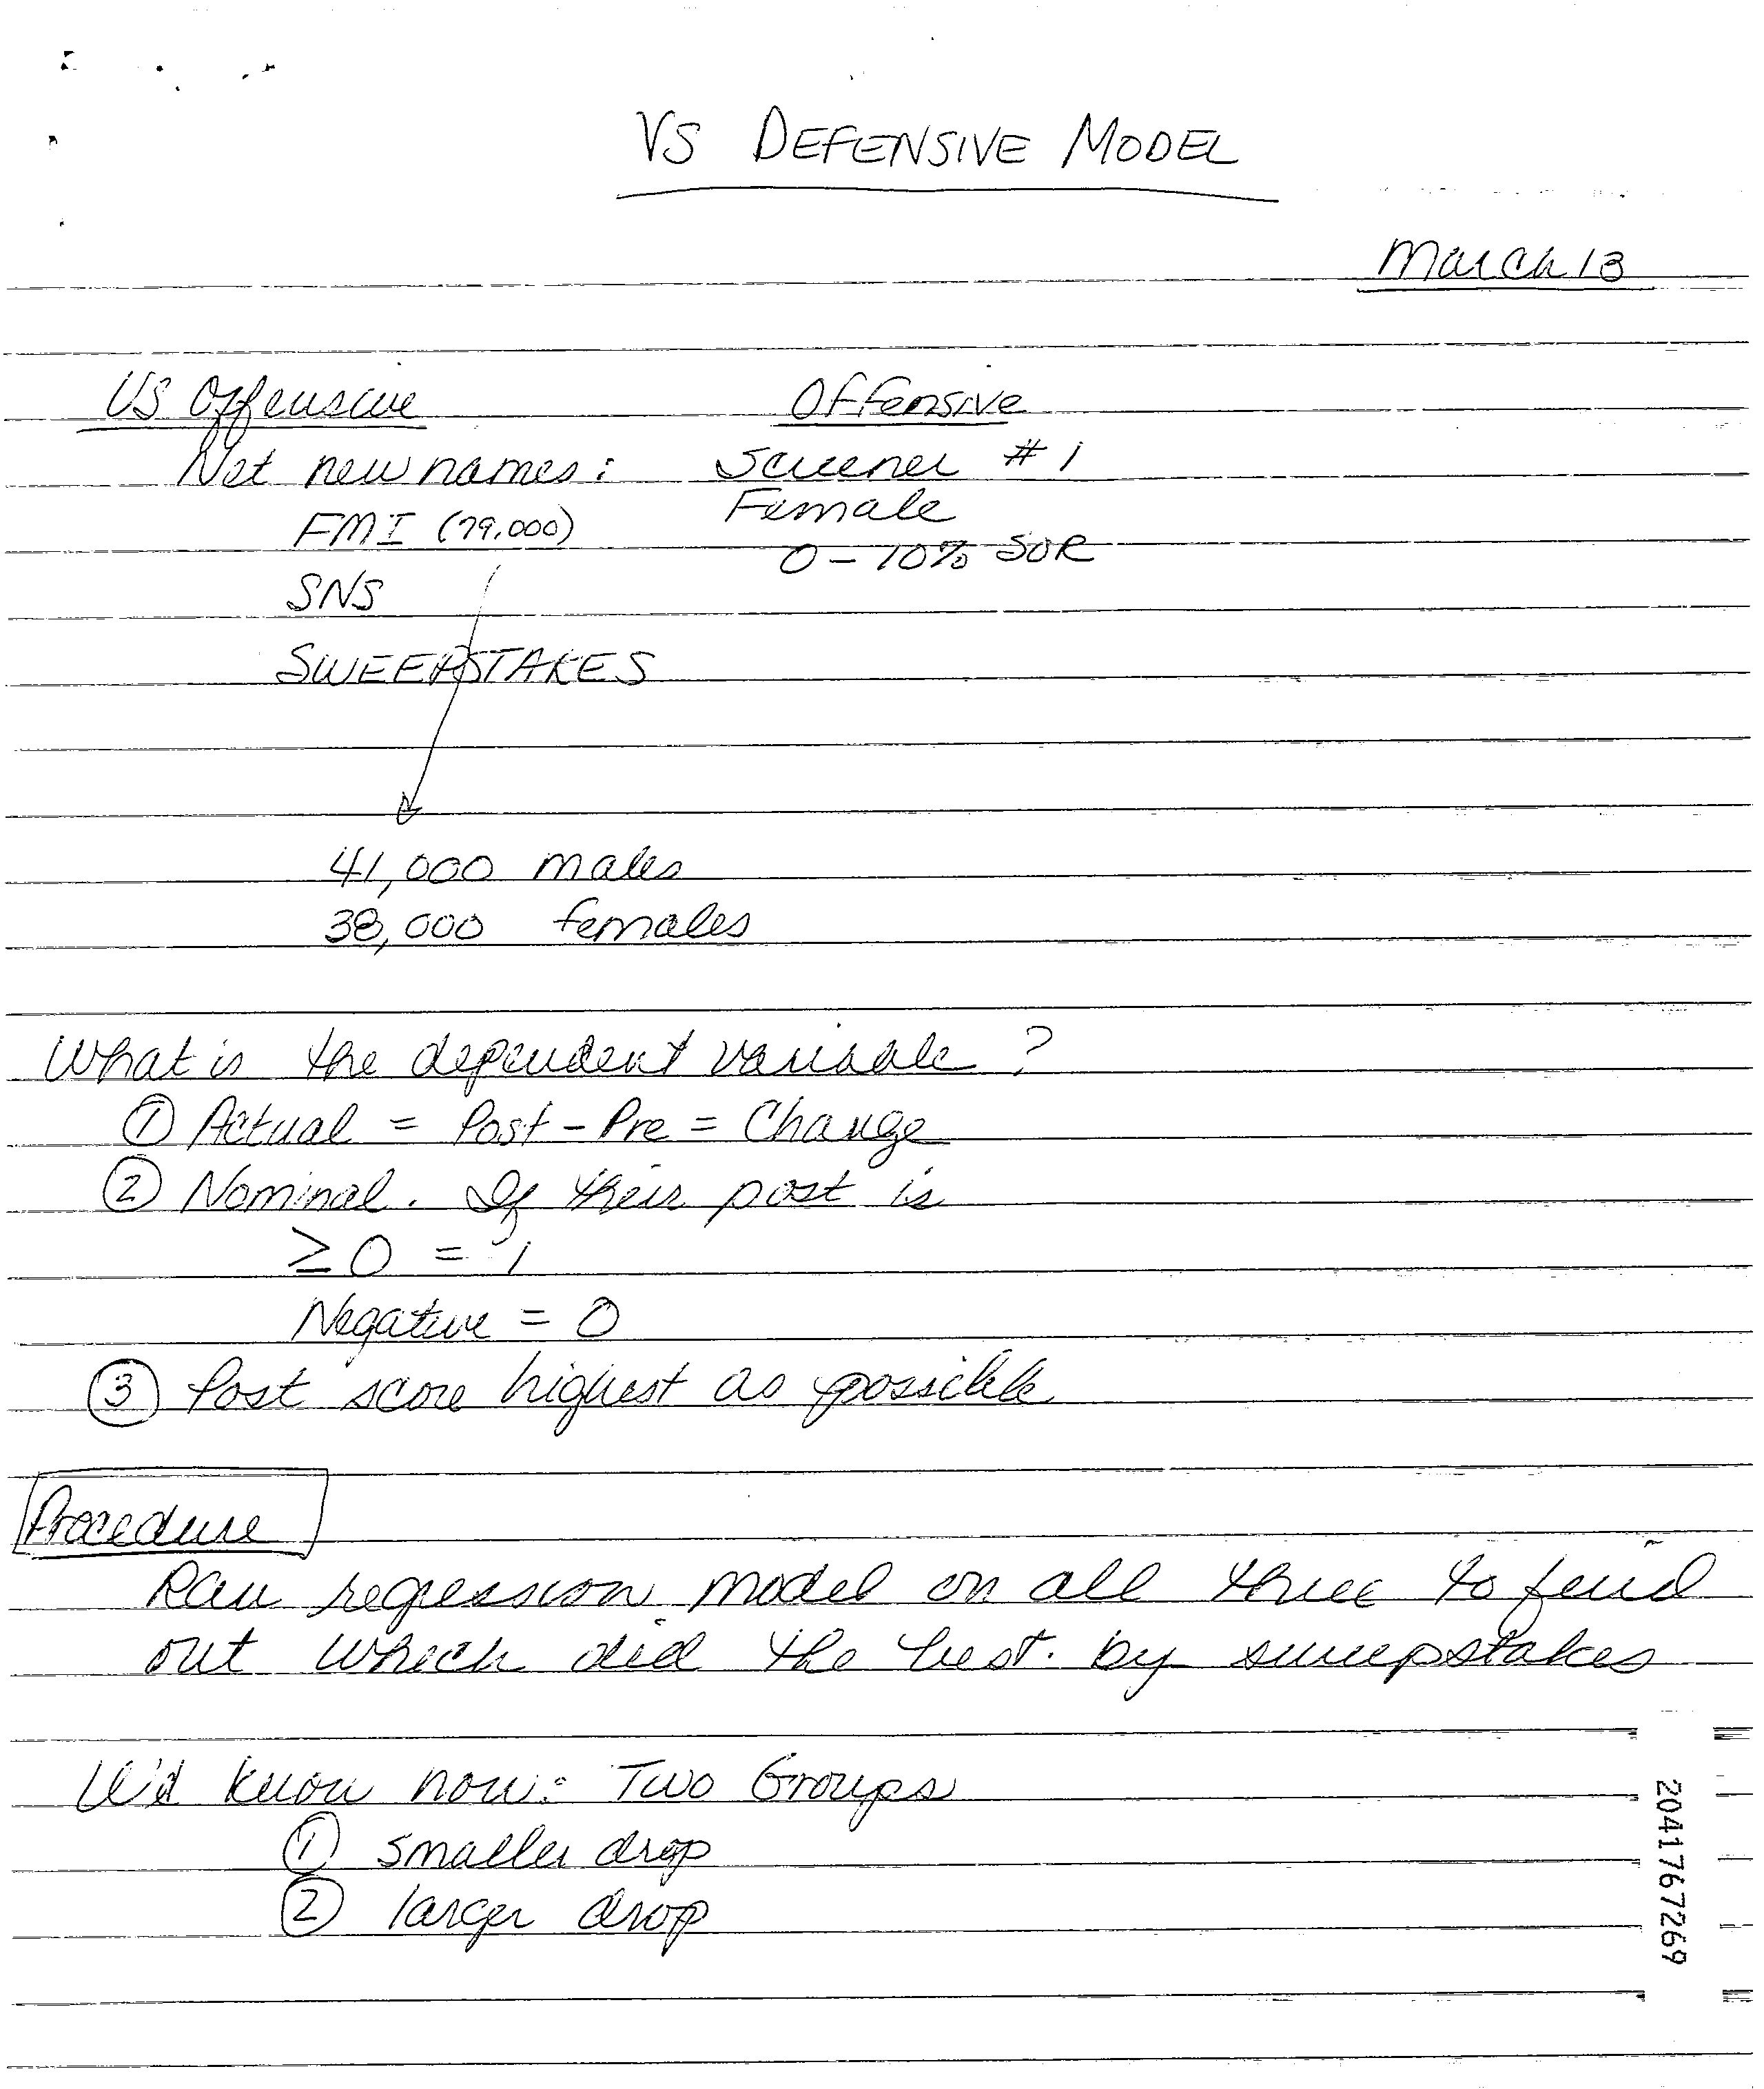 VS DEFENSIVE MODEL
March 13
VS Offensive
Offensive
Net new names: Screener #1
FMI (79,000) Female
0-10% SOR
SNS
SWEEPSTAKES
41,000 males
38,000 females
What is the dependent variable?
① Actual = Post - Pre = Change
② Nominal. If their post is
≥ 0 = 1
Negative = 0
③ Post score highest as possible
Procedure
Ran regression model on all three to find
out which did the best. by sweepstakes
We'd know now: Two Groups
① smaller drop
② larger drop
2041767269